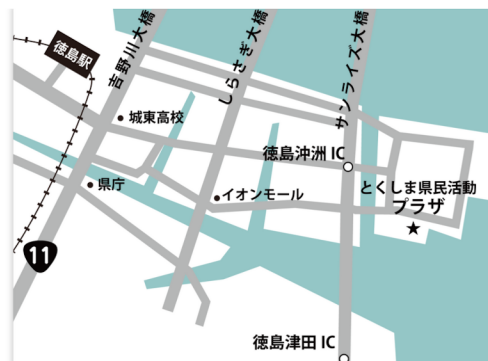 徳島駅
吉野川大橋
しらさぎ大橋
サンライズ大橋
城東高校
徳島沖洲 IC
県庁
イオンモール
とくしま県民活動
プラザ
11
徳島津田 IC